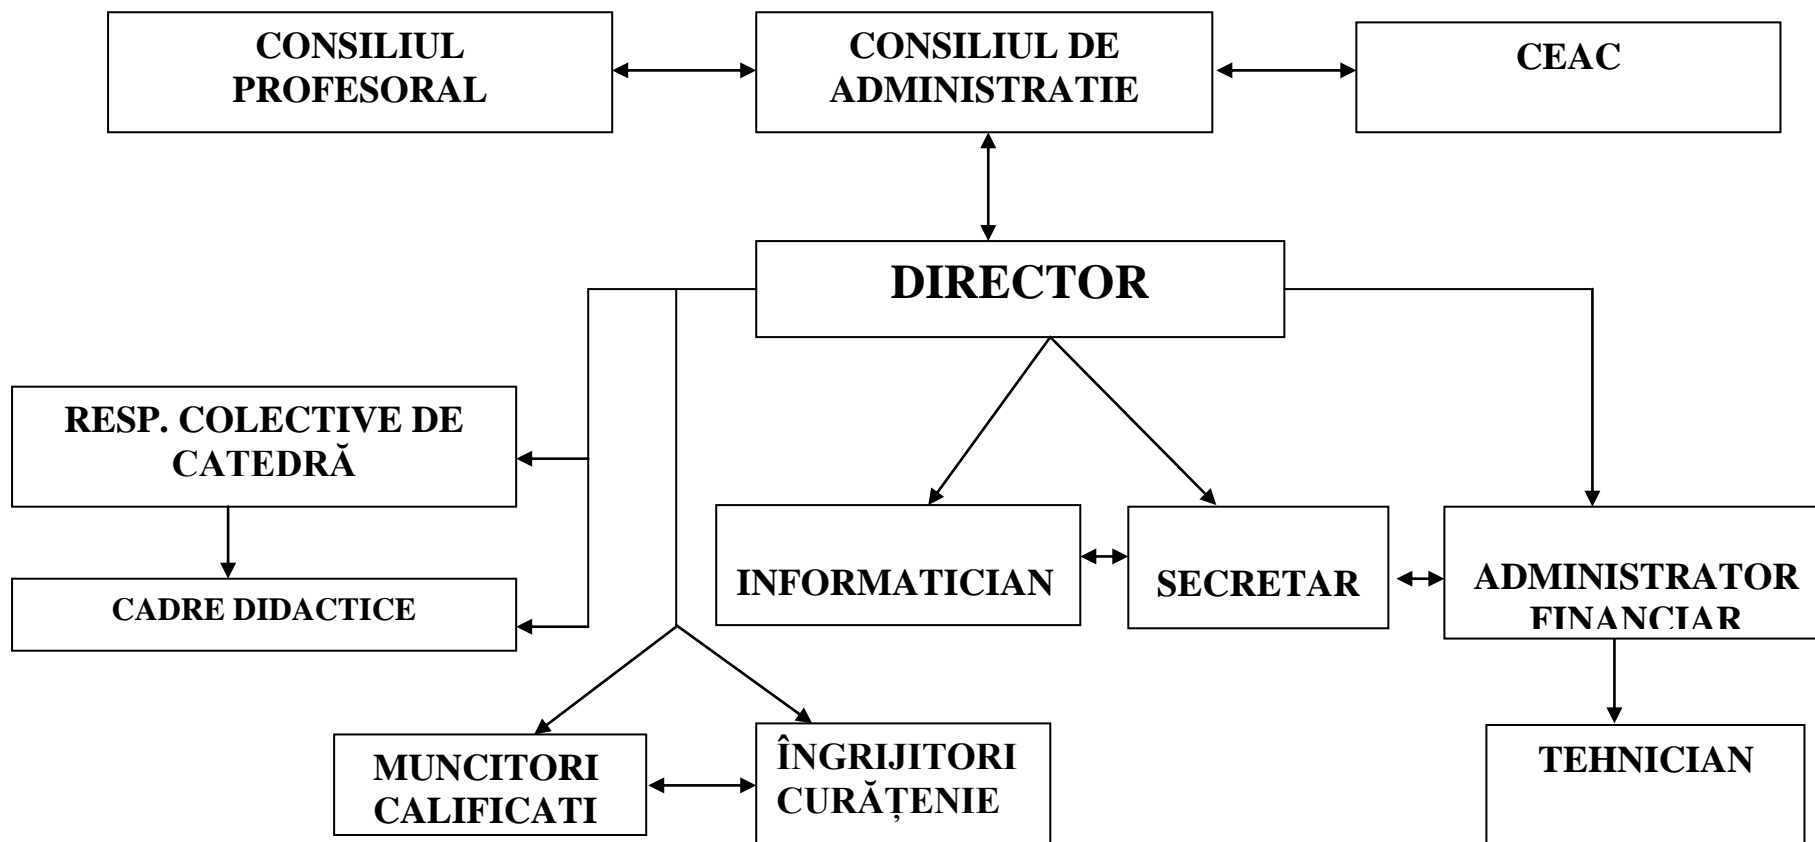 CONSILIUL
PROFESORAL
CONSILIUL DE
ADMINISTRATIE
CEAC
DIRECTOR
RESP. COLECTIVE DE
CATEDRĂ
CADRE DIDACTICE
INFORMATICIAN
SECRETAR
ADMINISTRATOR
FINANCIAR
MUNCITORI
CALIFICATI
ÎNGRIJITORI
CURĂȚENIE
TEHNICIAN